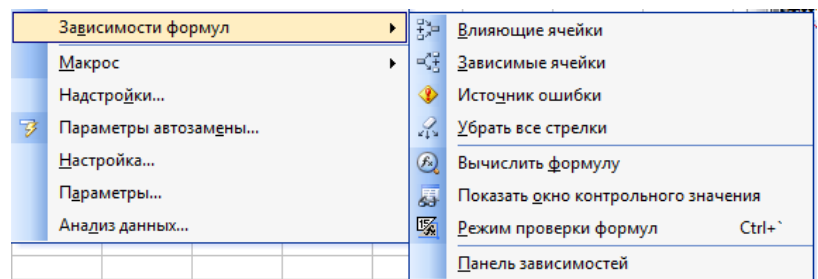 Зависимости формул
Макрос
Надстройки...
Параметры автозамены...
Настройка...
Параметры...
Анализ данных...
Влияющие ячейки
Зависимые ячейки
Источник ошибки
Убрать все стрелки
Вычислить формулу
Показать окно контрольного значения
Режим проверки формул Ctrl+`
Панель зависимостей